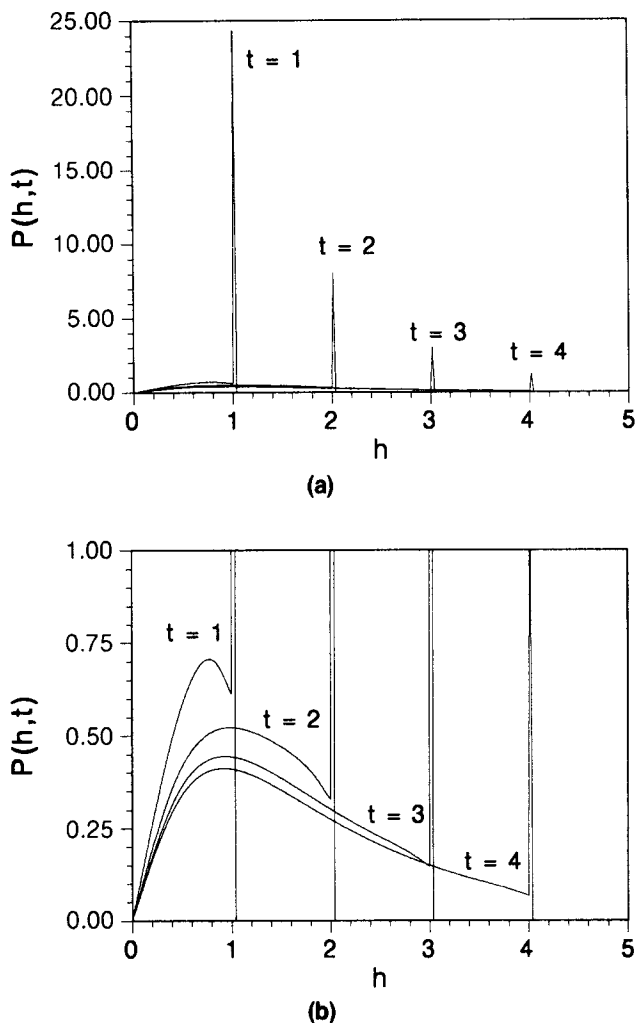 25.00
20.00
15.00
10.00
5.00
0.00
P(h,t)
t = 1
t = 2
t = 3
t = 4
0 1 2 3 4 5
h
(a)
1.00
0.75
0.50
0.25
0.00
P(h,t)
t = 1
t = 2
t = 3
t = 4
0 1 2 3 4 5
h
(b)